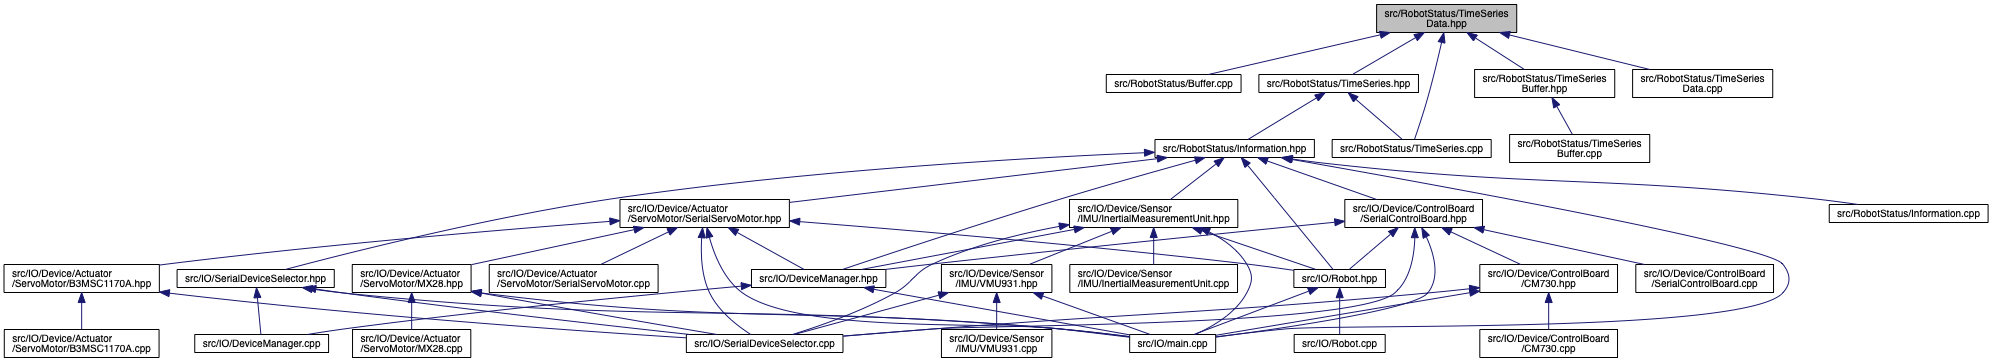 src/RobotStatus/TimeSeries
Data.hpp
src/RobotStatus/Buffer.cpp
src/RobotStatus/TimeSeries.hpp
src/RobotStatus/TimeSeries
Buffer.hpp
src/RobotStatus/TimeSeries
Data.cpp
src/RobotStatus/Information.hpp
src/RobotStatus/TimeSeries.cpp
src/RobotStatus/TimeSeries
Buffer.cpp
src/IO/Device/Actuator
/ServoMotor/SerialServoMotor.hpp
src/IO/Device/Sensor
/IMU/InertialMeasurementUnit.hpp
src/IO/Device/ControlBoard
/SerialControlBoard.hpp
src/RobotStatus/Information.cpp
src/IO/Device/Actuator
/ServoMotor/B3MSC1170A.hpp
src/IO/SerialDeviceSelector.hpp
src/IO/Device/Actuator
/ServoMotor/MX28.hpp
src/IO/Device/Actuator
/ServoMotor/SerialServoMotor.cpp
src/IO/DeviceManager.hpp
src/IO/Device/Sensor
/IMU/VMU931.hpp
src/IO/Device/Sensor
/IMU/InertialMeasurementUnit.cpp
src/IO/Robot.hpp
src/IO/Device/ControlBoard
/CM730.hpp
src/IO/Device/ControlBoard
/SerialControlBoard.cpp
src/IO/Device/Actuator
/ServoMotor/B3MSC1170A.cpp
src/IO/DeviceManager.cpp
src/IO/Device/Actuator
/ServoMotor/MX28.cpp
src/IO/SerialDeviceSelector.cpp
src/IO/Device/Sensor
/IMU/VMU931.cpp
src/IO/main.cpp
src/IO/Robot.cpp
src/IO/Device/ControlBoard
/CM730.cpp